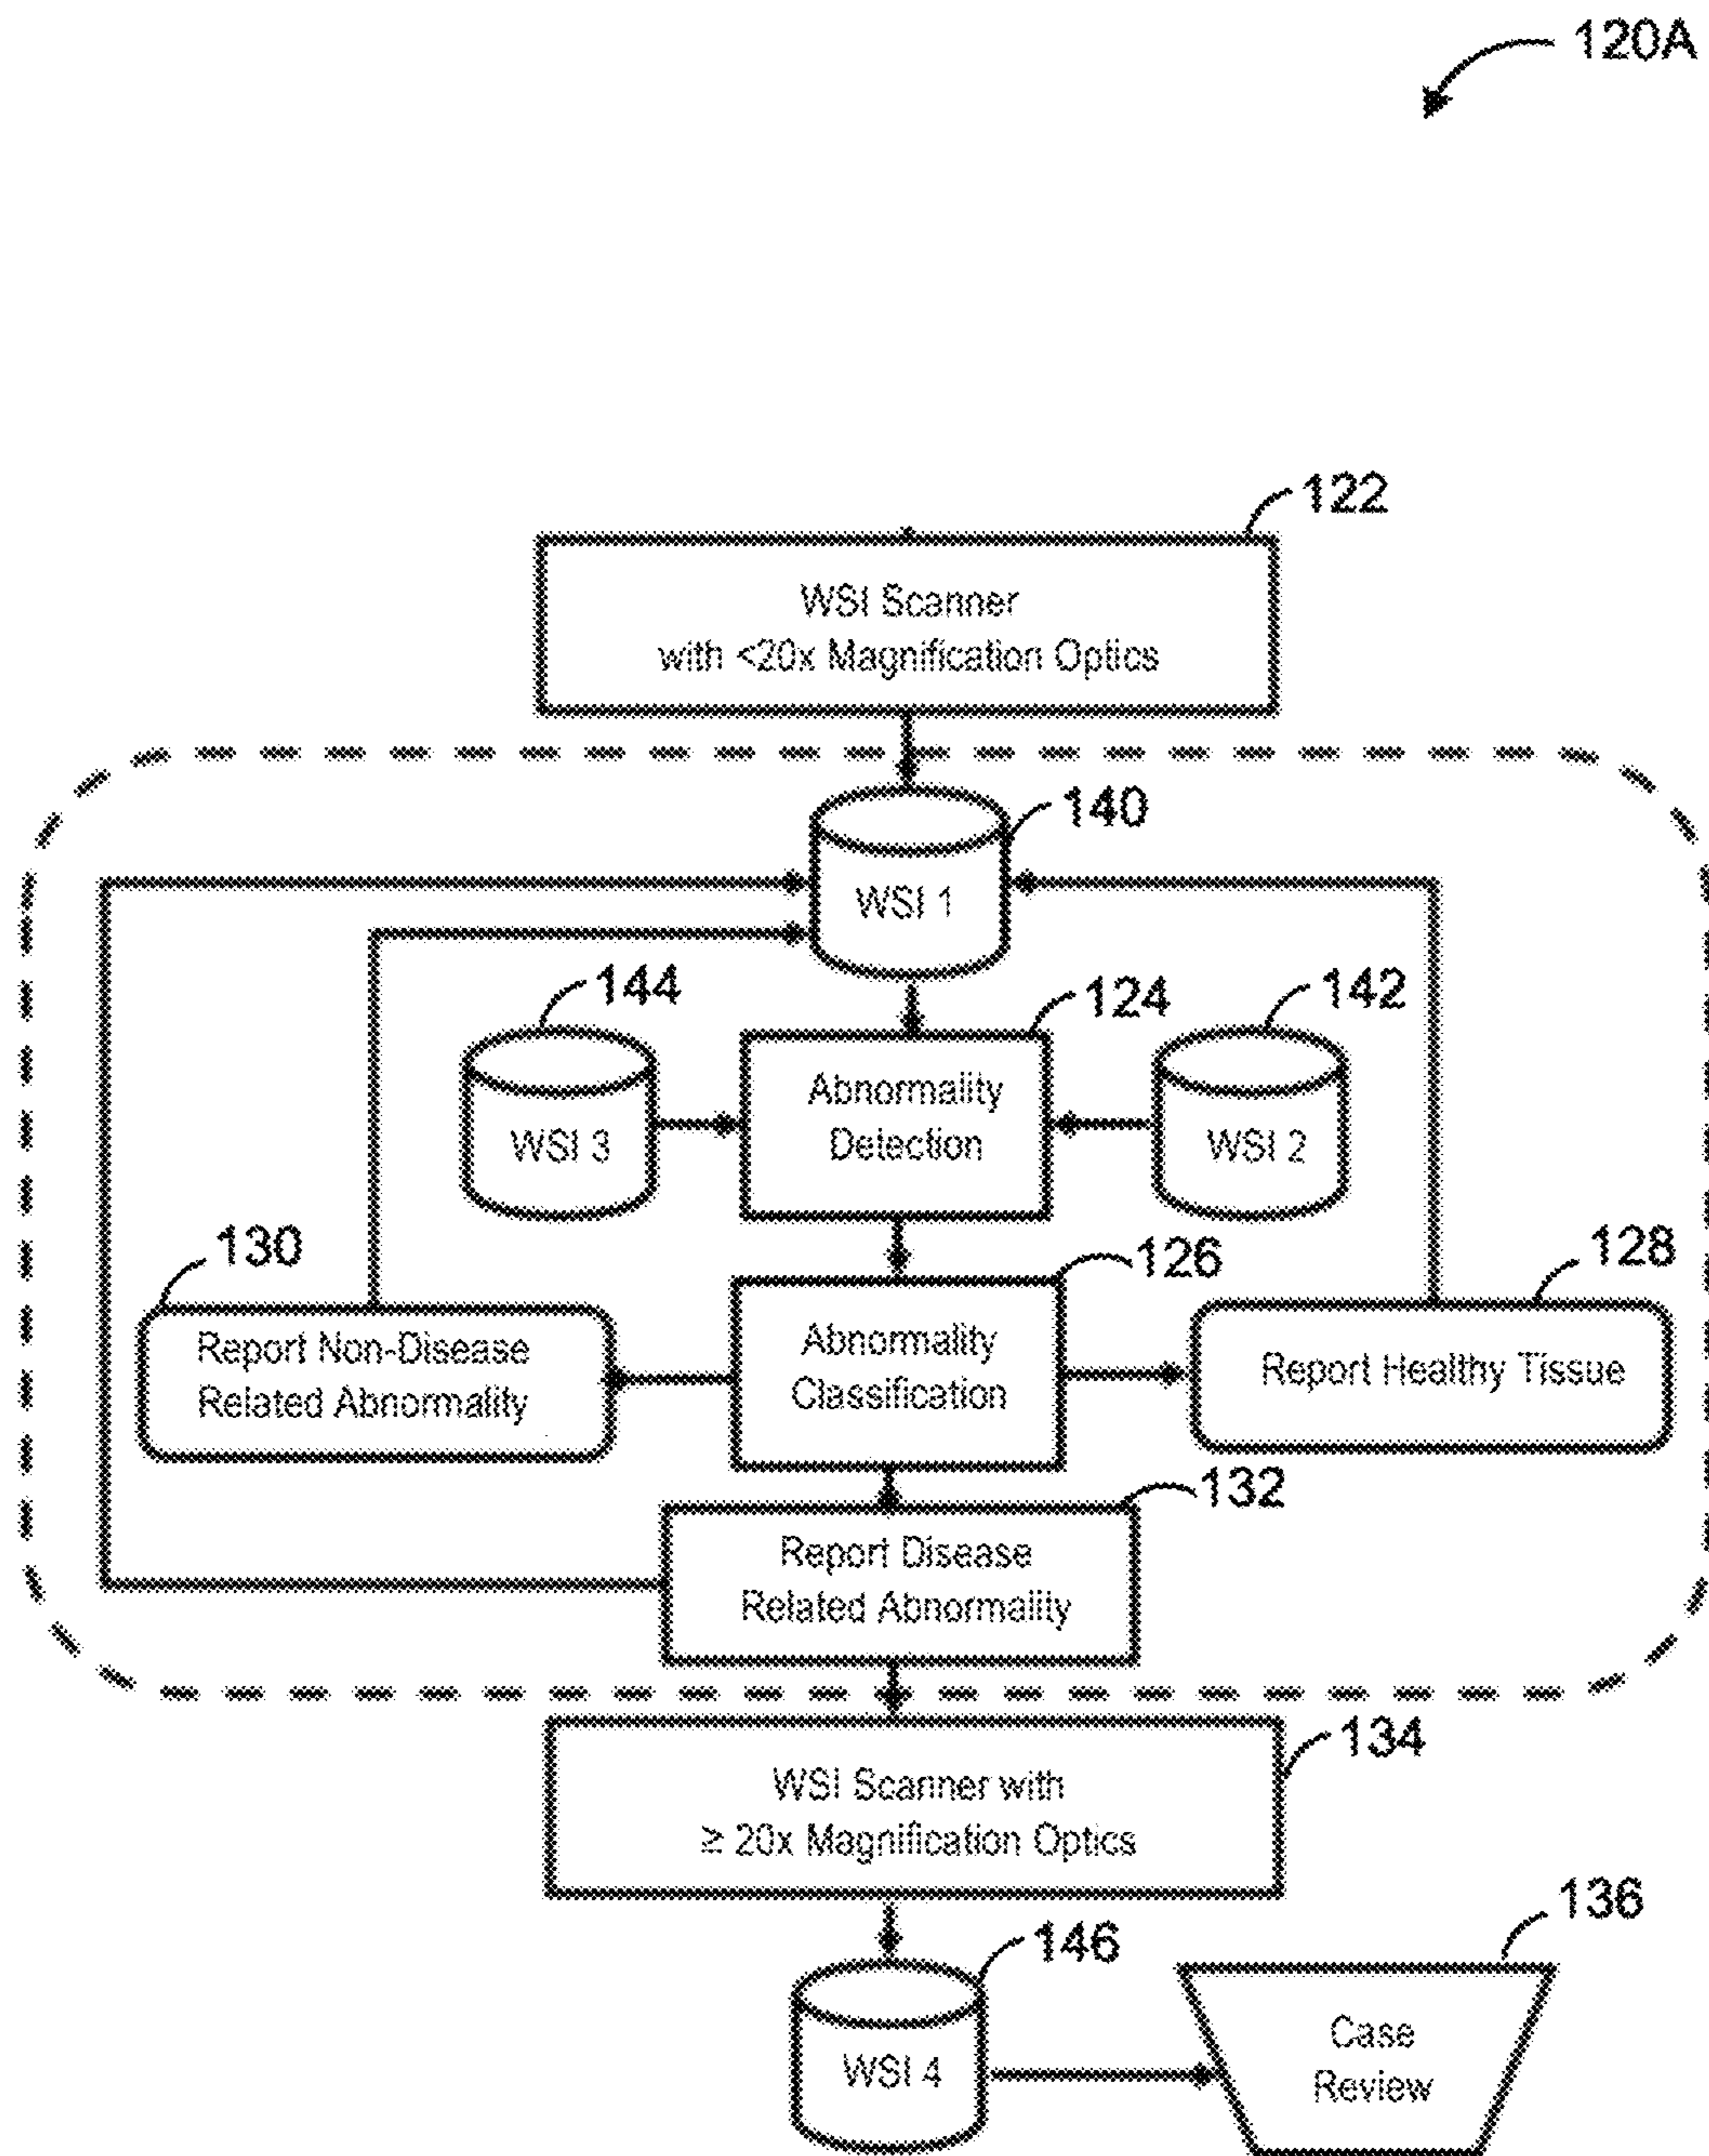 120A
122
WSI Scanner
with <20x Magnification Optics
140
WSI 1
144
124
142
WSI 3
Abnormality
Detection
WSI 2
130
126
128
Report Non-Disease
Related Abnormality
Abnormality
Classification
Report Healthy Tissue
132
Report Disease
Related Abnormality
134
WSI Scanner with
≥ 20x Magnification Optics
146
136
WSI 4
Case
Review